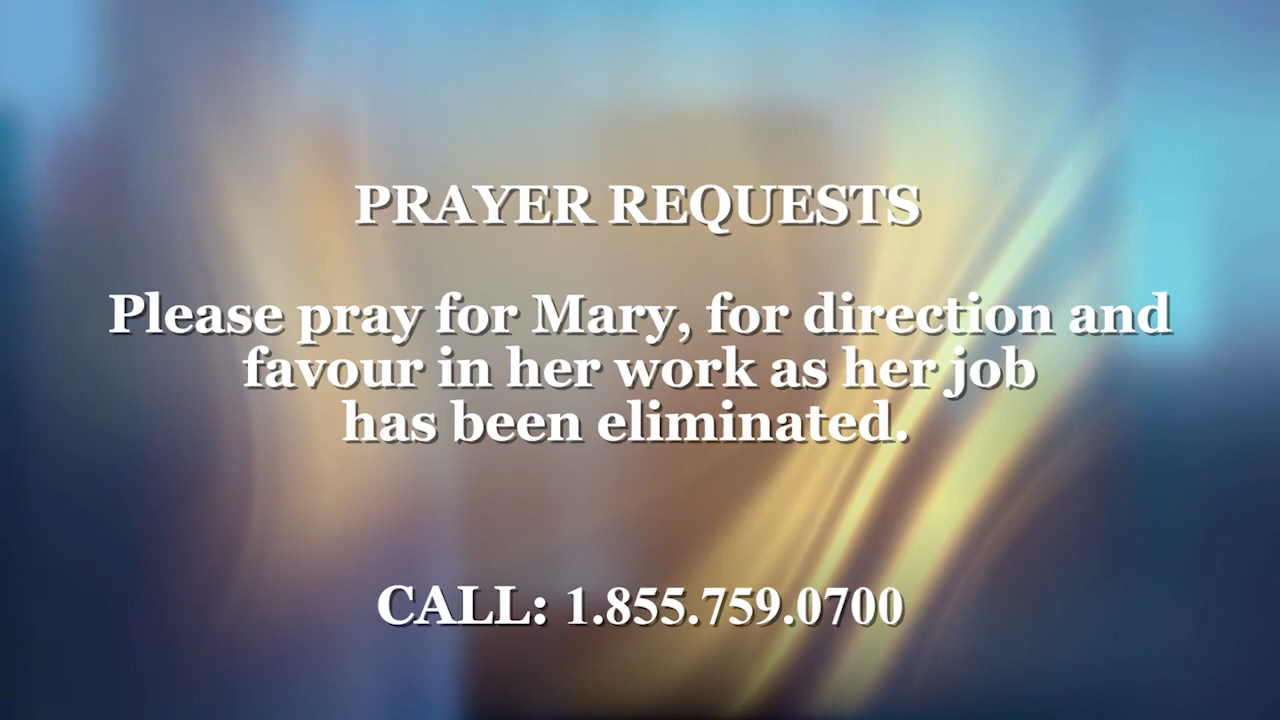 PRAYER REQUESTS
Please pray for Mary, for direction and
favour in her work as her job
has been eliminated.
CALL: 1.855.759.0700